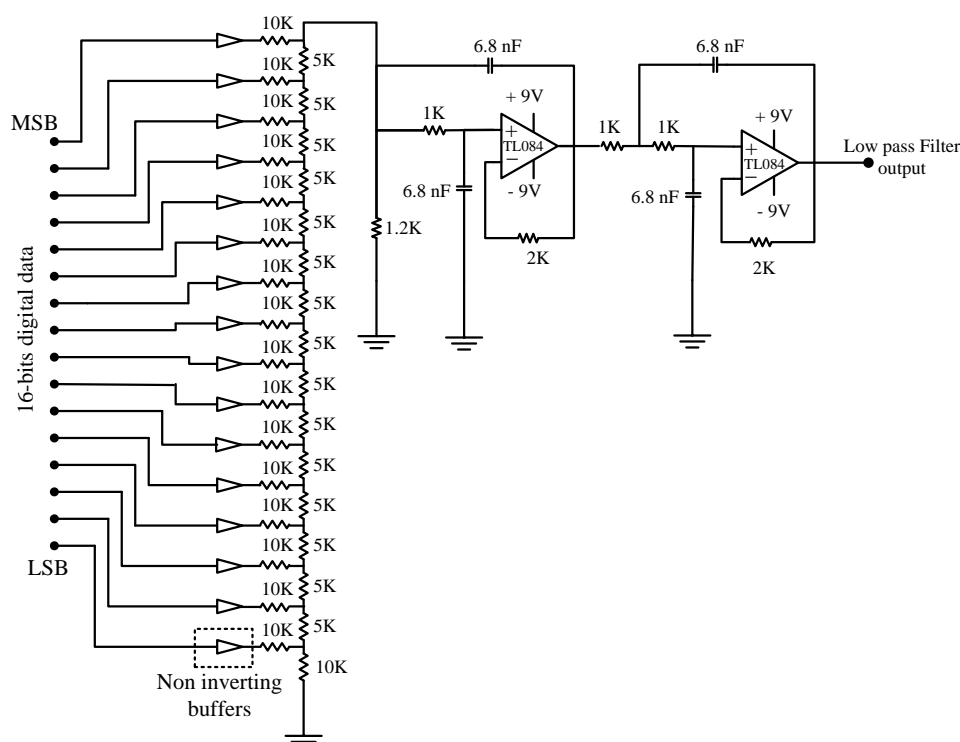 10K
5K
10K
5K
10K
5K
10K
5K
10K
5K
10K
5K
10K
5K
10K
5K
10K
5K
10K
5K
10K
5K
10K
5K
10K
5K
10K
5K
10K
5K
10K
10K
MSB
16-bits digital data
LSB
Non inverting
buffers
1.2K
6.8 nF
1K
6.8 nF
+ 9V
+
TL084
−
- 9V
2K
1K
1K
6.8 nF
6.8 nF
+ 9V
+
TL084
−
- 9V
2K
Low pass Filter
output